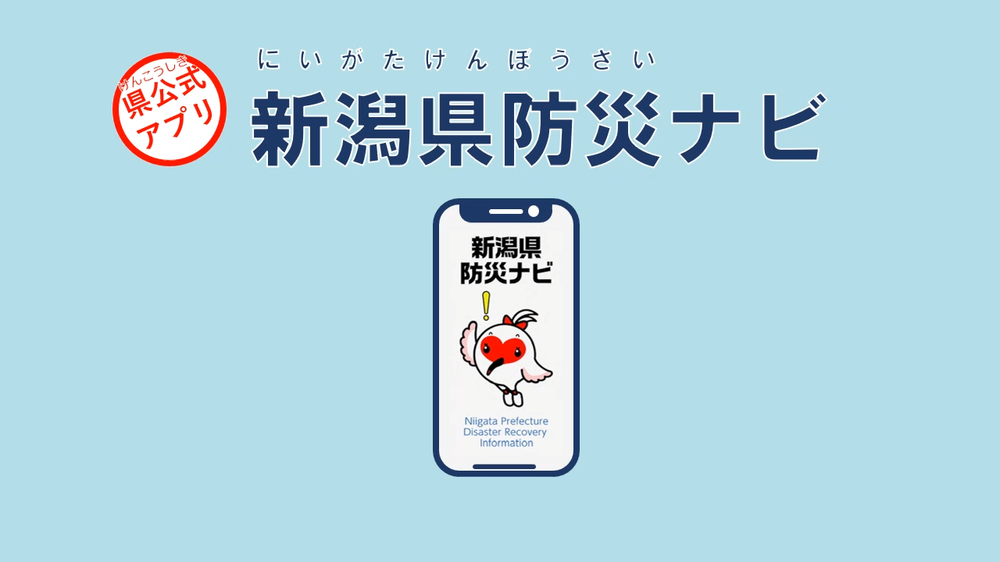 けんこうしき
県公式
アプリ
にいがたけんぼうさい
新潟県防災ナビ
新潟県
防災ナビ
!
Niigata Prefecture
Disaster Recovery
Information